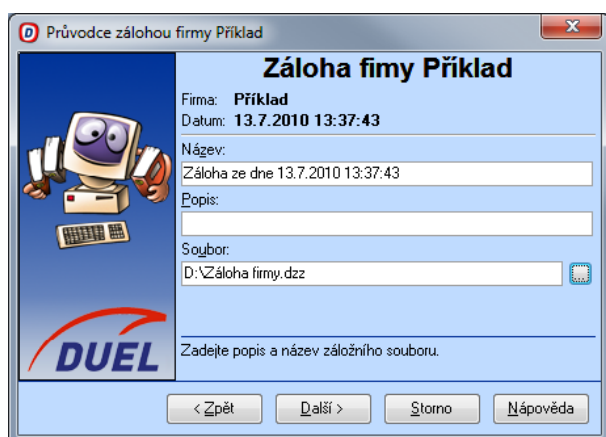 Průvodce zálohou firmy Příklad
Záloha fimy Příklad
Firma: Příklad
Datum: 13.7.2010 13:37:43
Název:
Záloha ze dne 13.7.2010 13:37:43
Popis:
Soubor:
D:\Záloha firmy.dzz
...
DUEL
Zadejte popis a název záložního souboru.
< Zpět Další > Storno Nápověda